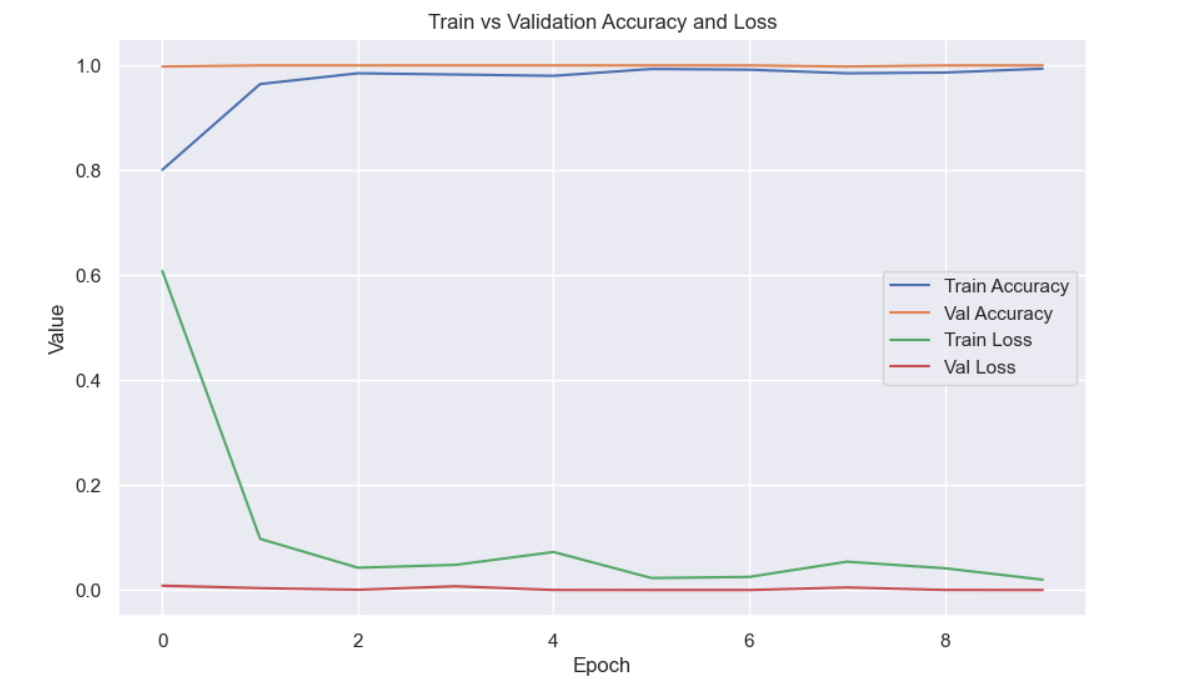 Train vs Validation Accuracy and Loss
1.0
0.8
0.6
0.4
0.2
0.0
Value
Train Accuracy
Val Accuracy
Train Loss
Val Loss
0 2 4 6 8
Epoch